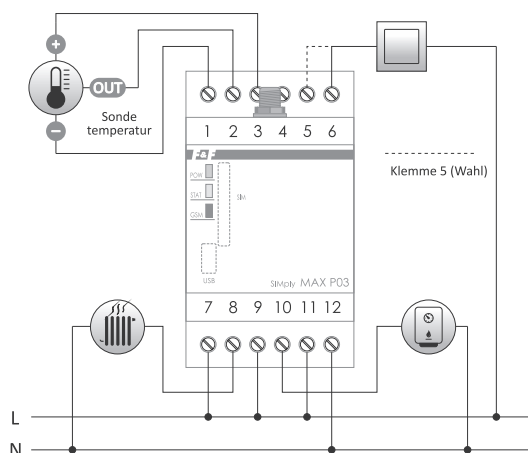 +
OUT
−
Sonde
temperatur
1 2 3 4 5 6
Klemme 5 (Wahl)
F&F
POW
STAT
GSM
SIM
USB
SIMply MAX P03
7 8 9 10 11 12
L
N